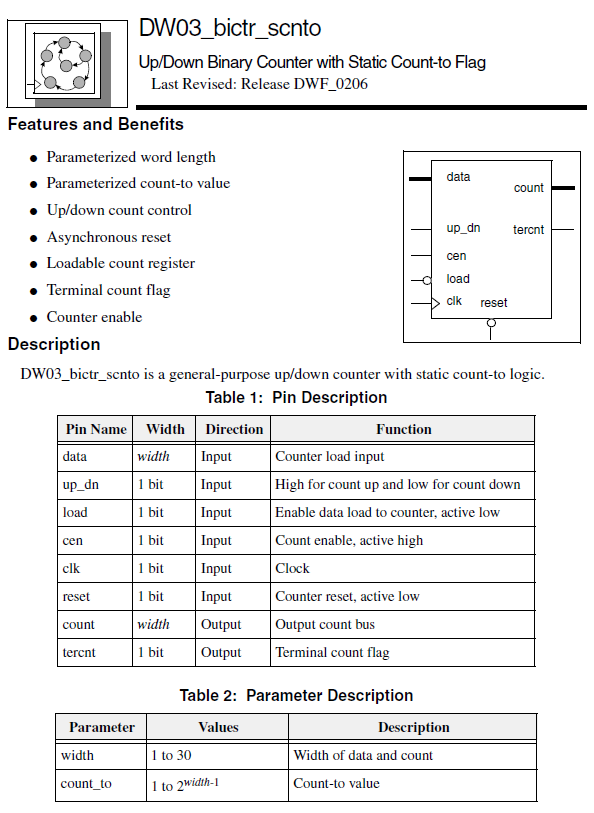 DW03_bictr_scnto
Up/Down Binary Counter with Static Count-to Flag
Last Revised: Release DWF_0206
Features and Benefits
● Parameterized word length
● Parameterized count-to value
● Up/down count control
● Asynchronous reset
● Loadable count register
● Terminal count flag
● Counter enable
data
count
up_dn
tercnt
cen
load
clk reset
Description
DW03_bictr_scnto is a general-purpose up/down counter with static count-to logic.
Table 1: Pin Description
Pin Name Width Direction Function
data width Input Counter load input
up_dn 1 bit Input High for count up and low for count down
load 1 bit Input Enable data load to counter, active low
cen 1 bit Input Count enable, active high
clk 1 bit Input Clock
reset 1 bit Input Counter reset, active low
count width Output Output count bus
tercnt 1 bit Output Terminal count flag
Table 2: Parameter Description
Parameter Values Description
width 1 to 30 Width of data and count
count_to 1 to 2^width-1 Count-to value